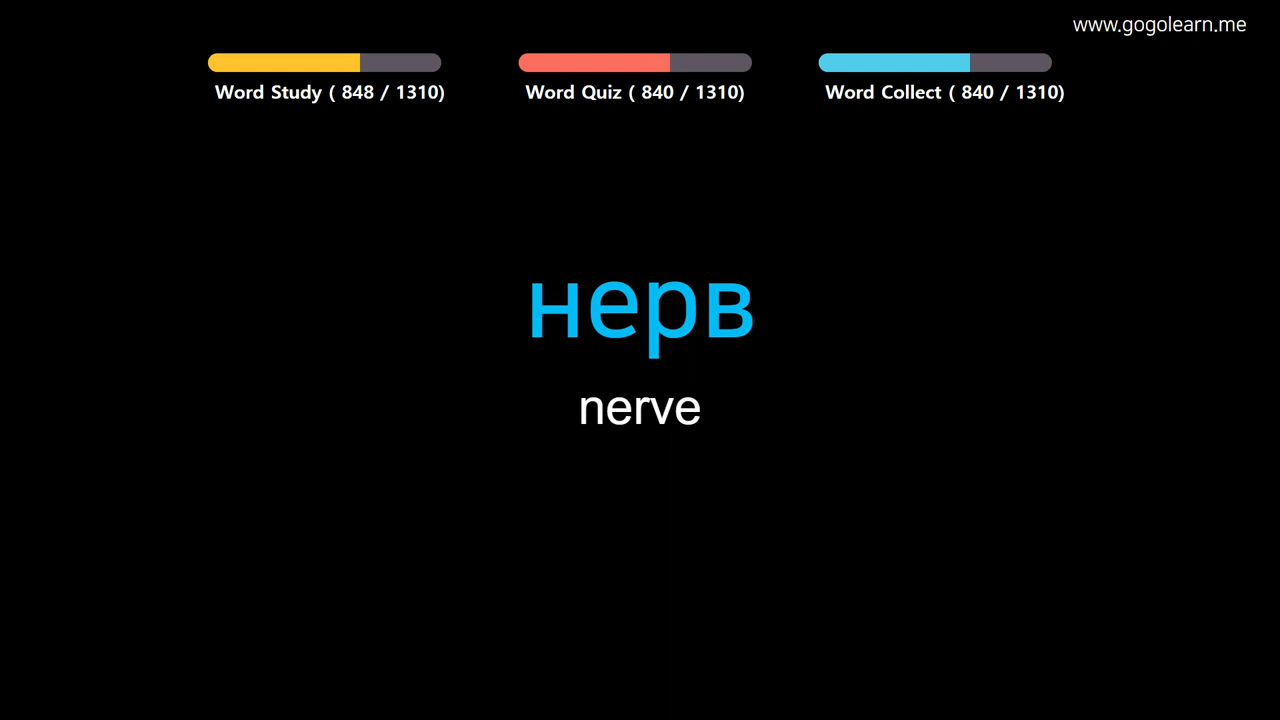 www.gogolearn.me
Word Study ( 848 / 1310)
Word Quiz ( 840 / 1310)
Word Collect ( 840 / 1310)
нерв
nerve